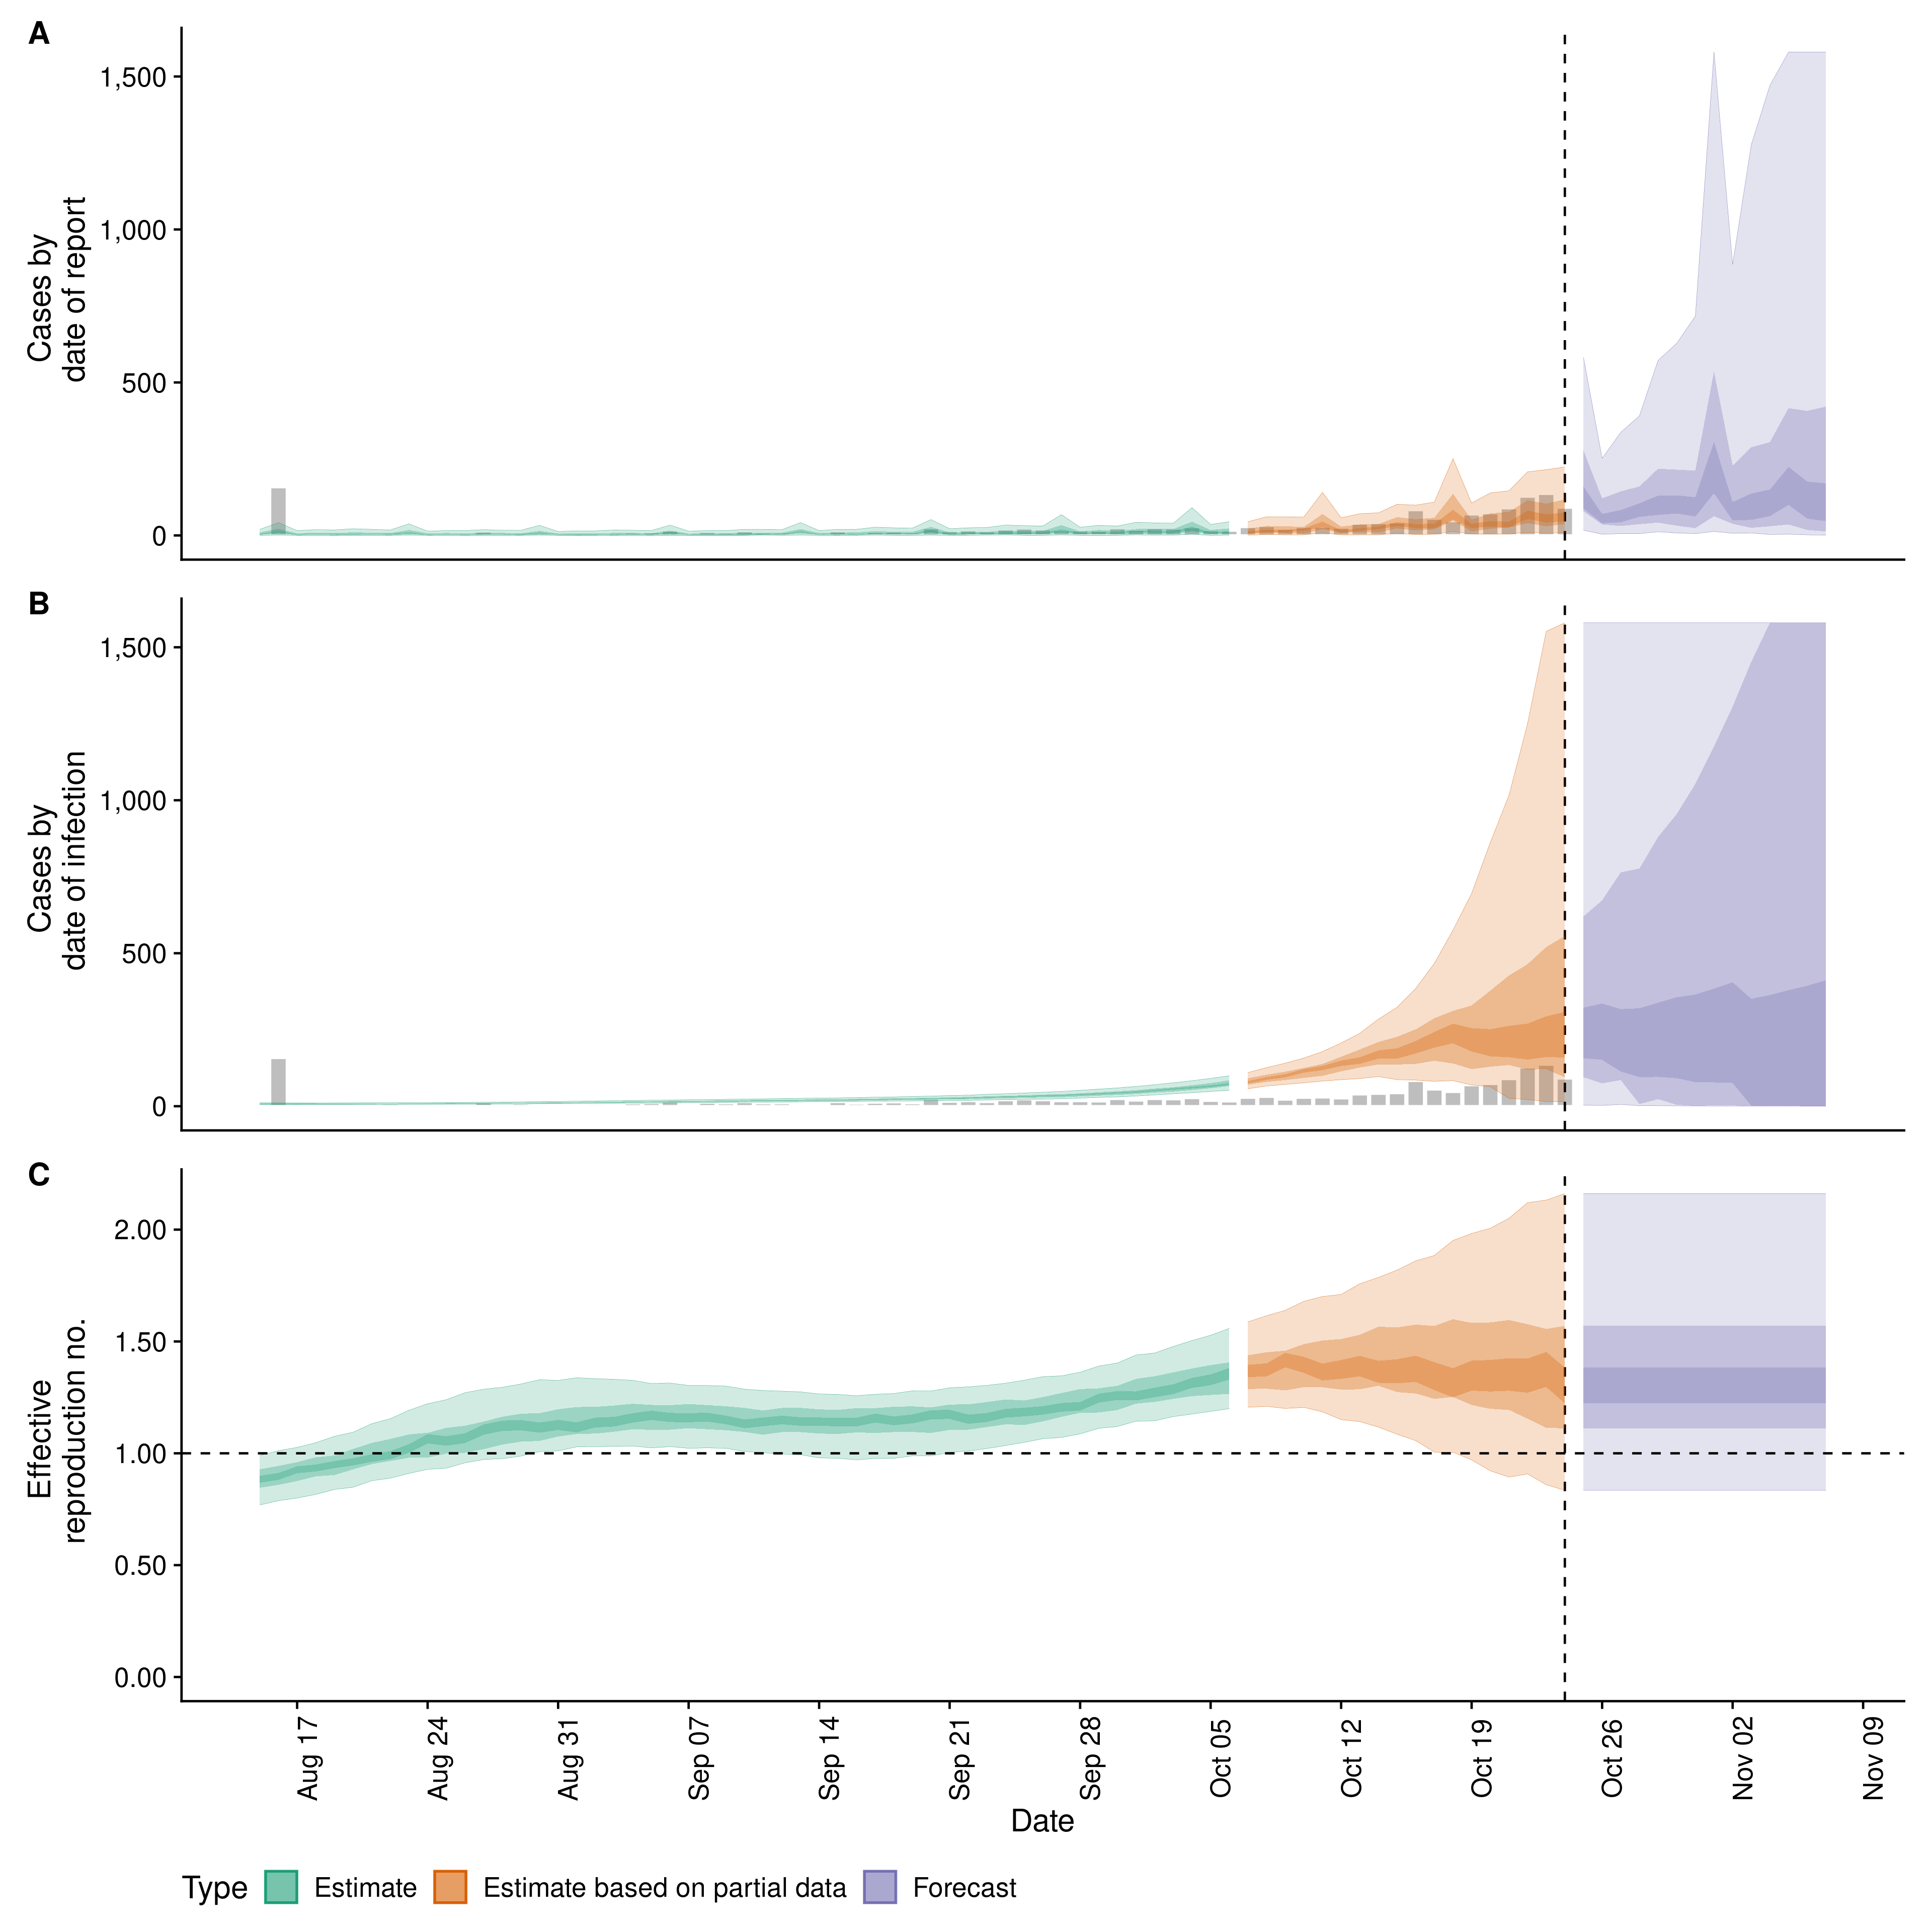 A
1,500
1,000
500
0
Cases by
date of report
B
1,500
1,000
500
0
Cases by
date of infection
C
2.00
1.50
1.00
0.50
0.00
Effective
reproduction no.
Aug 17
Aug 24
Aug 31
Sep 07
Sep 14
Sep 21
Sep 28
Oct 05
Oct 12
Oct 19
Oct 26
Nov 02
Nov 09
Date
Type Estimate Estimate based on partial data Forecast